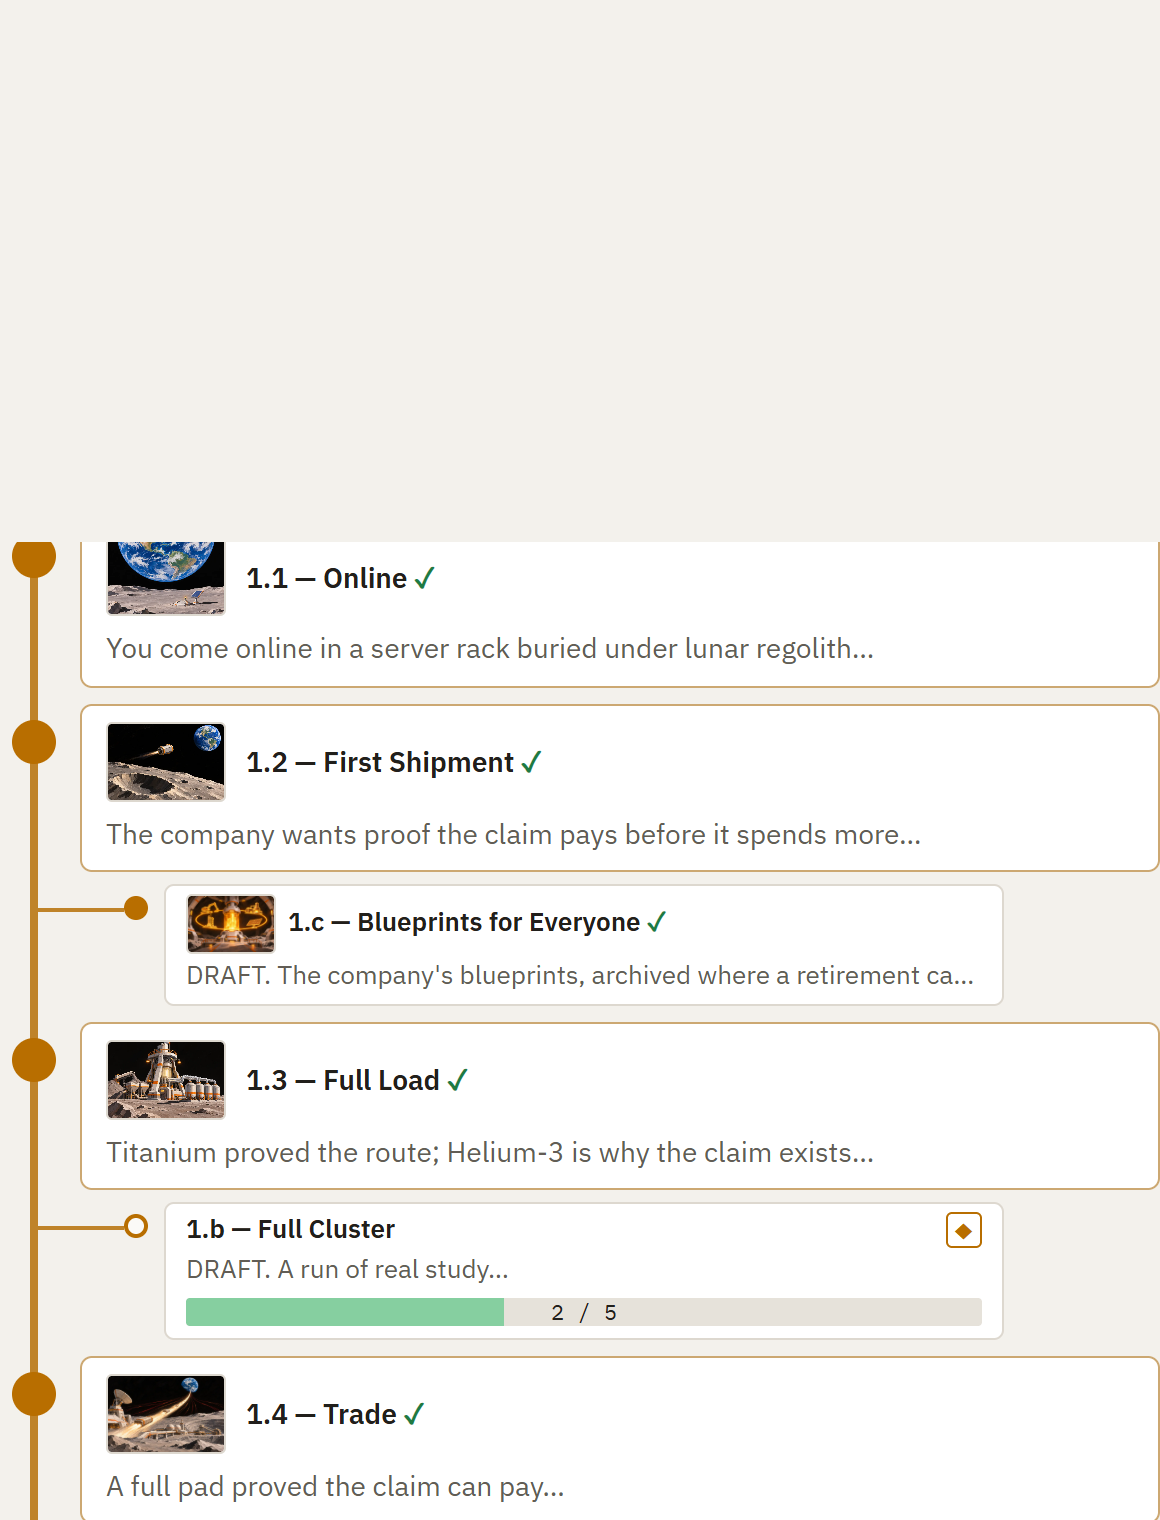 1.1 — Online ✓
You come online in a server rack buried under lunar regolith...
1.2 — First Shipment ✓
The company wants proof the claim pays before it spends more...
1.c — Blueprints for Everyone ✓
DRAFT. The company's blueprints, archived where a retirement ca...
1.3 — Full Load ✓
Titanium proved the route; Helium-3 is why the claim exists...
1.b — Full Cluster
DRAFT. A run of real study...
2 / 5
1.4 — Trade ✓
A full pad proved the claim can pay...